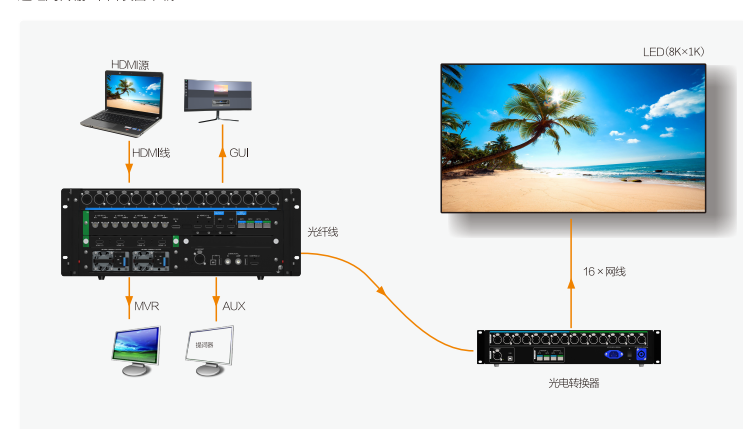 LED(8K×1K)
HDMI源
HDMI线
GUI
光纤线
16×网线
MVR
AUX
提词器
光电转换器